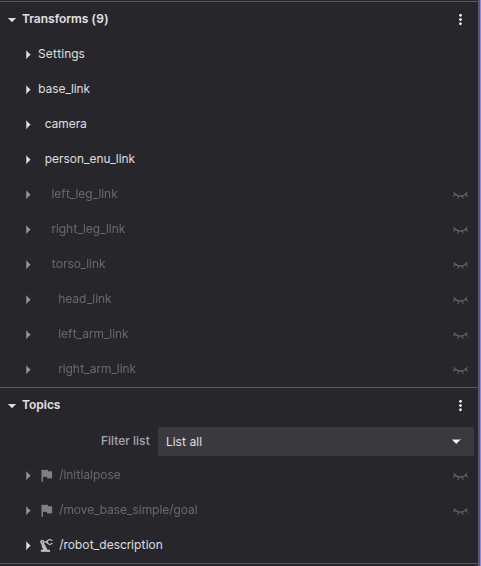 Transforms (9)
Settings
base_link
camera
person_enu_link
left_leg_link
right_leg_link
torso_link
head_link
left_arm_link
right_arm_link
Topics
Filter list List all
/initialpose
/move_base_simple/goal
/robot_description